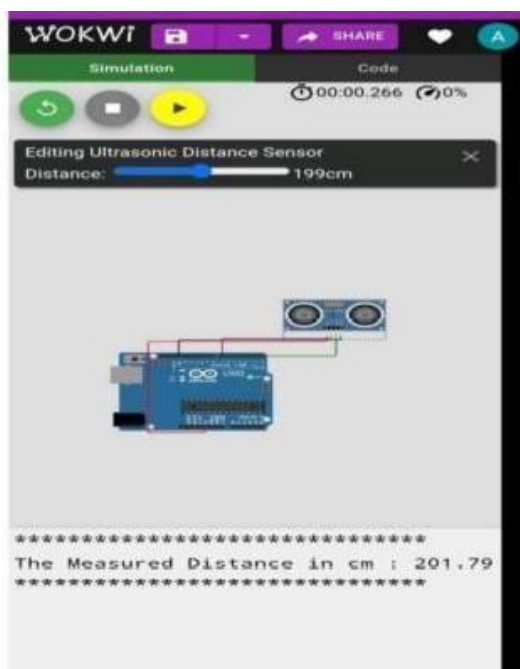 WOKWI
SHARE
A
Simulation Code
00:00.266 0%
Editing Ultrasonic Distance Sensor
Distance: 199cm
UNO
*********************************
The Measured Distance in cm : 201.79
*********************************